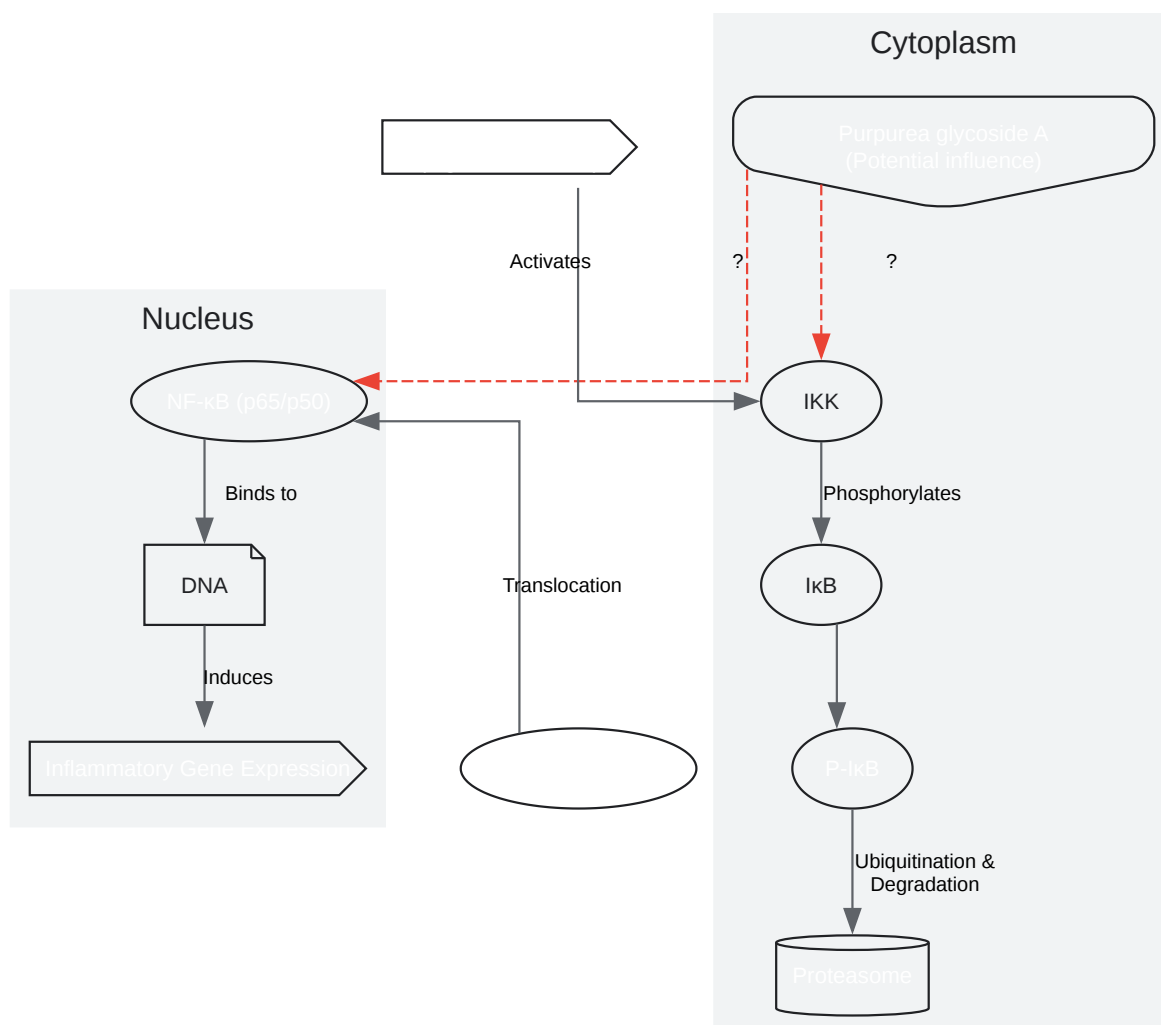 Cytoplasm
Purpurea glycoside A
(Potential influence)
Activates
?
?
Nucleus
NF-κB (p65/p50)
IKK
Binds to
Phosphorylates
DNA
Translocation
IκB
Induces
Inflammatory Gene Expression
P-IκB
Ubiquitination &
Degradation
Proteasome